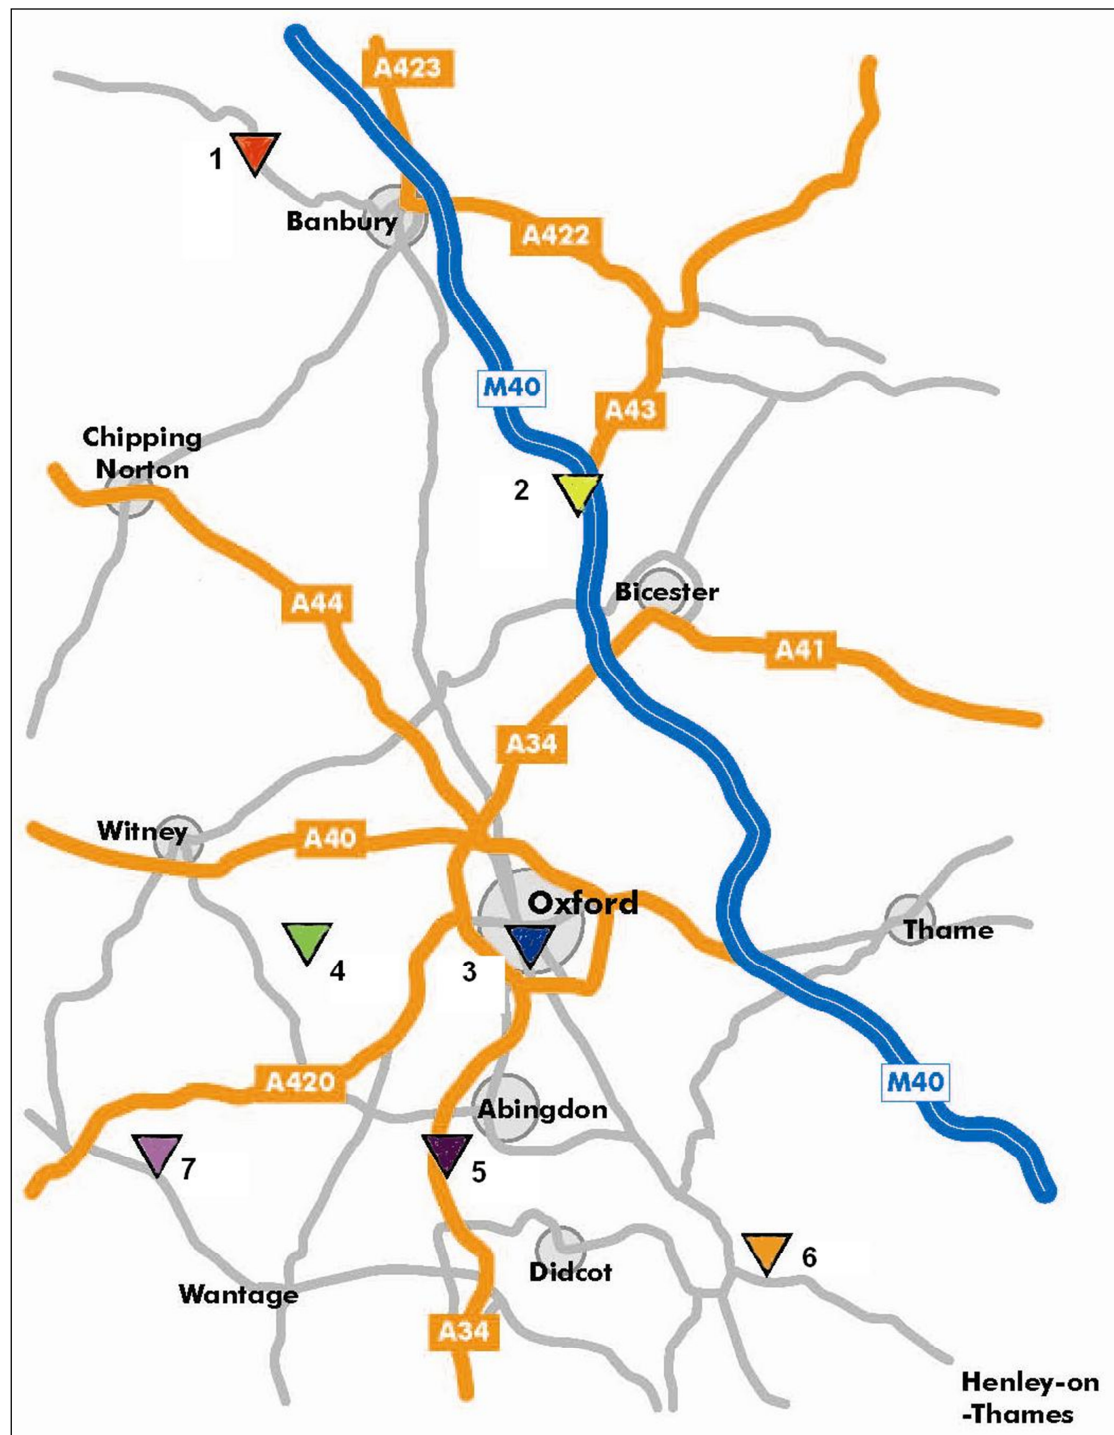 A423
1
Banbury
A422
M40
A43
Chipping
Norton
2
Bicester
A44
A41
A34
Witney
A40
Oxford
Thame
3
4
A420
M40
Abingdon
7
5
6
Didcot
Wantage
A34
Henley-on
-Thames